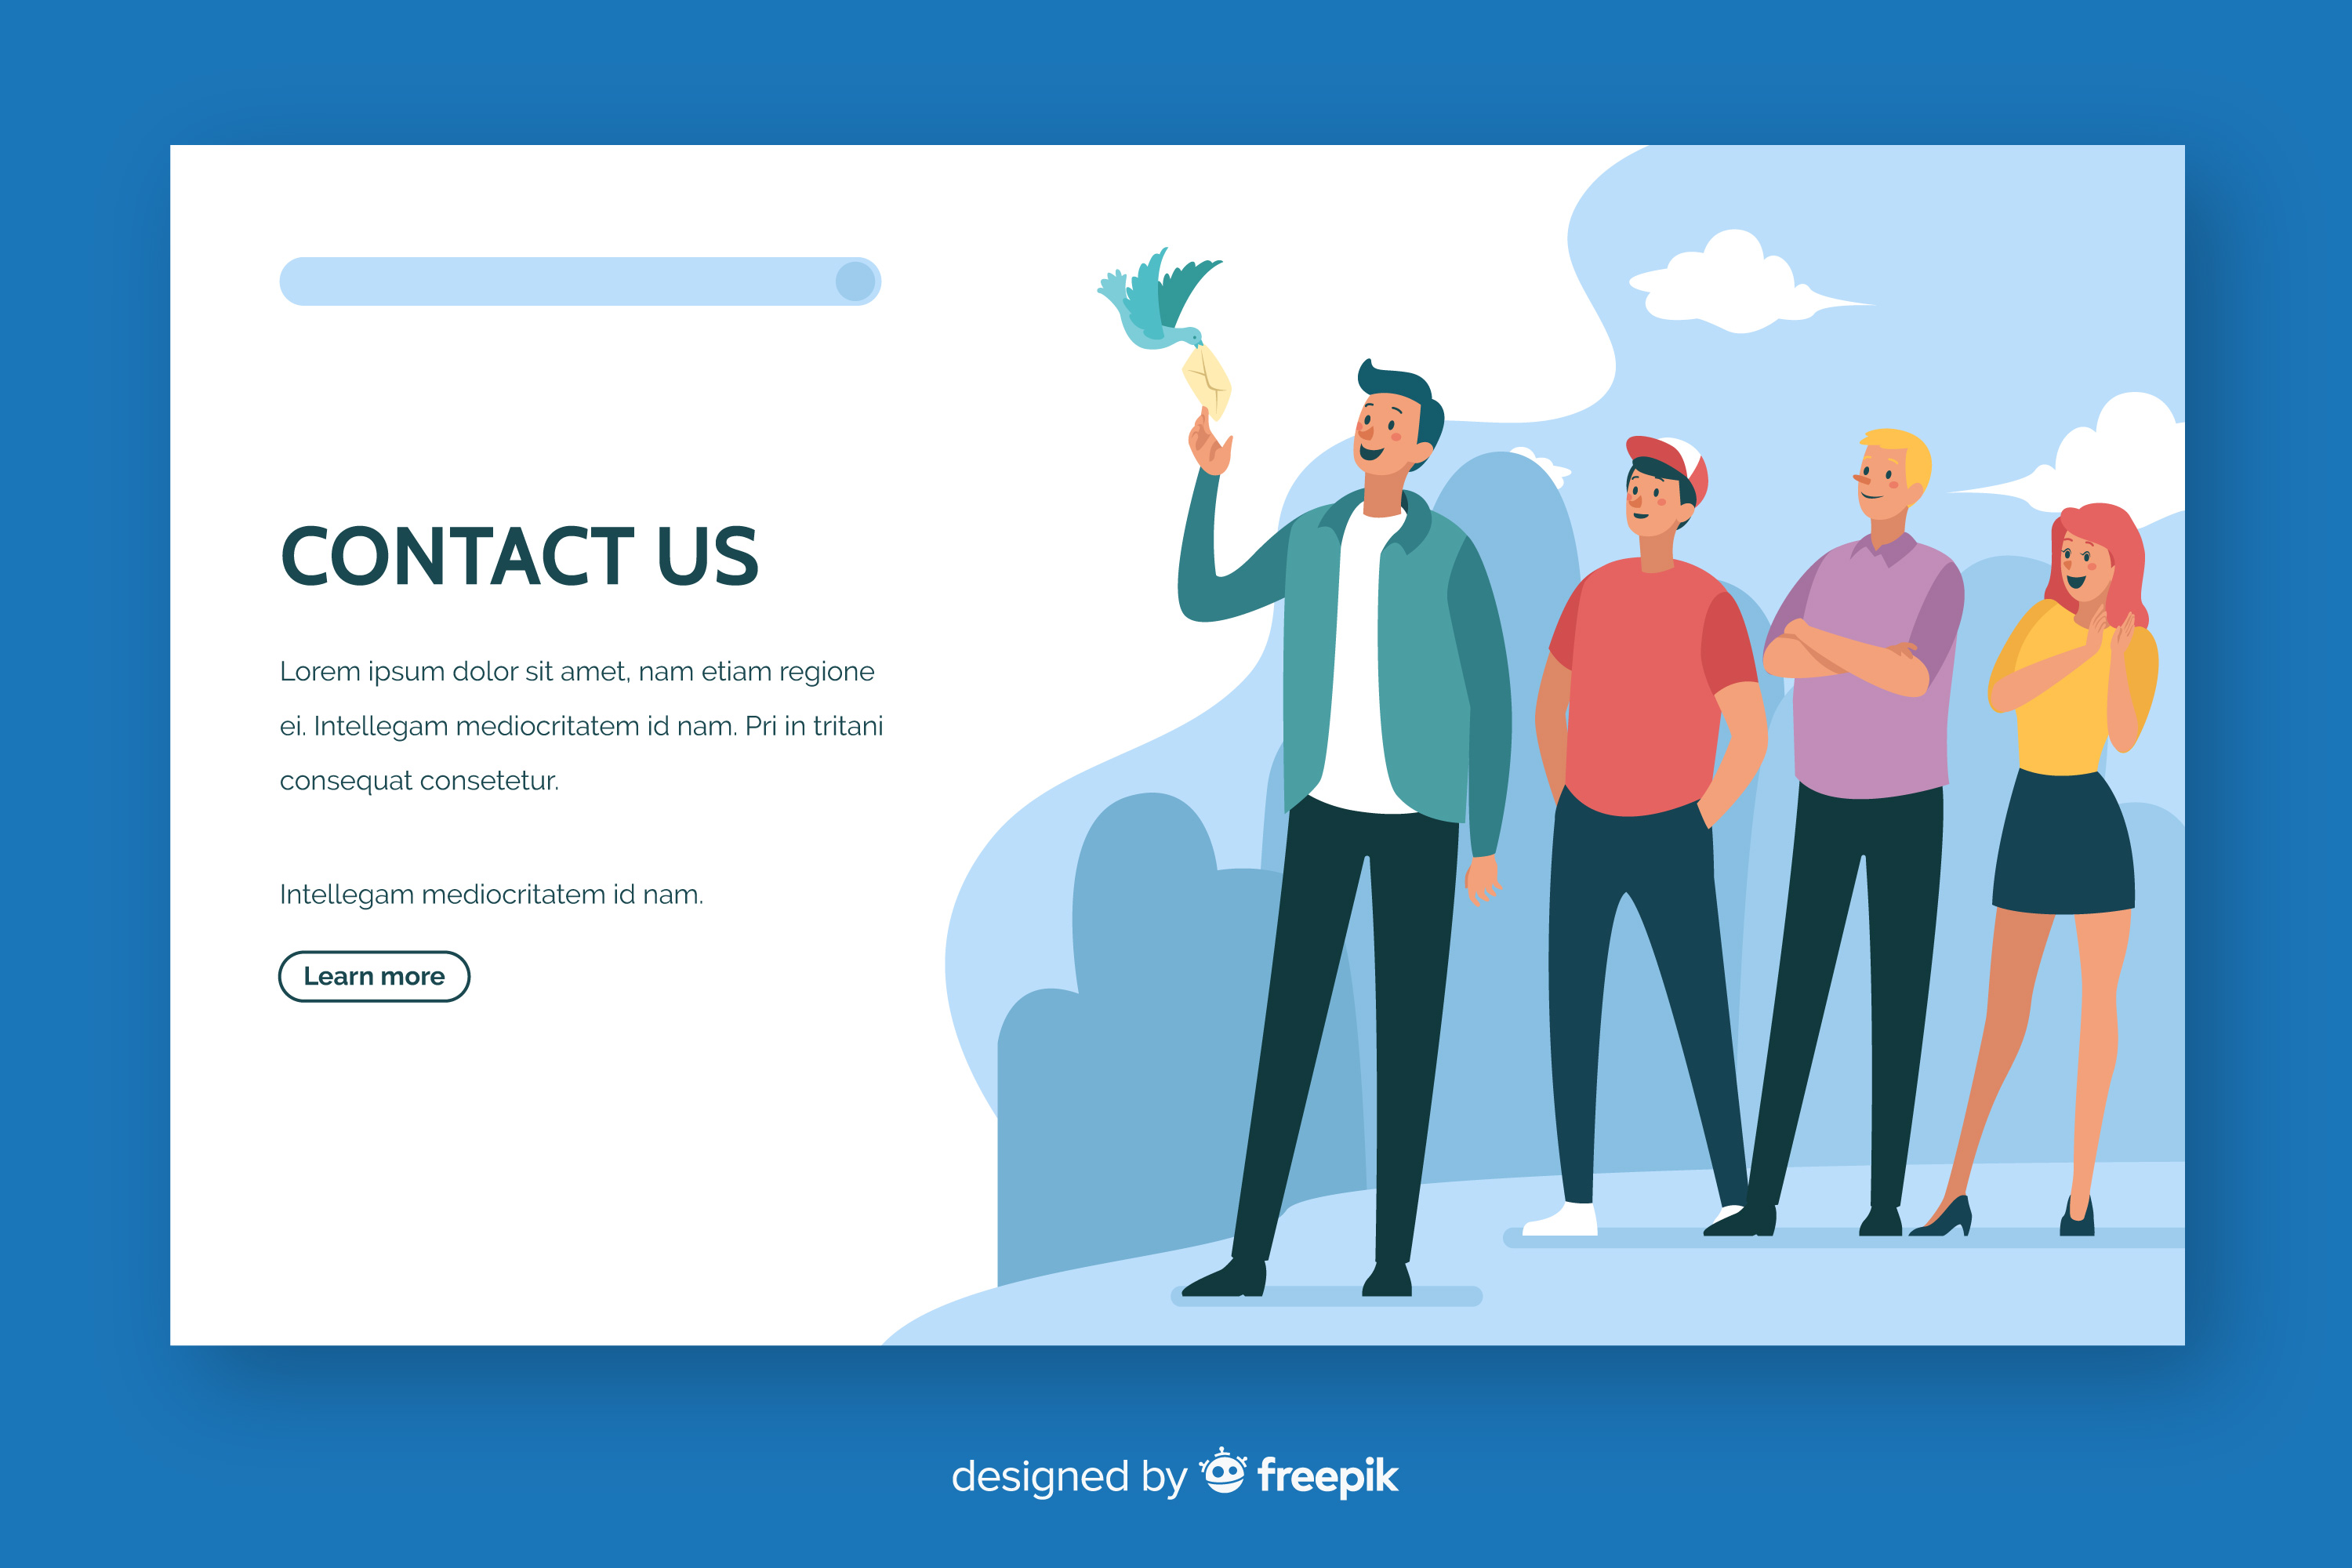 CONTACT US
Lorem ipsum dolor sit amet, nam etiam regione
ei. Intellegam mediocritatem id nam. Pri in tritani
consequat consetetur.
Intellegam mediocritatem id nam.
Learn more
designed by freepik